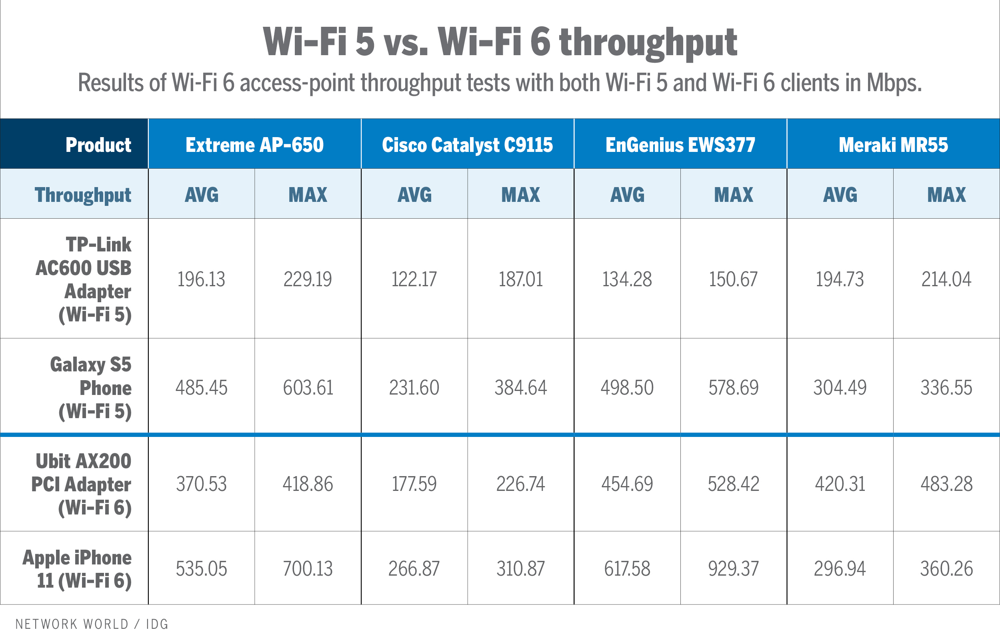 Wi-Fi 5 vs. Wi-Fi 6 throughput
Results of Wi-Fi 6 access-point throughput tests with both Wi-Fi 5 and Wi-Fi 6 clients in Mbps.
Product Extreme AP-650 Cisco Catalyst C9115 EnGenius EWS377 Meraki MR55
Throughput AVG MAX AVG MAX AVG MAX AVG MAX
TP-Link
AC600 USB
Adapter
(Wi-Fi 5)
196.13 229.19 122.17 187.01 134.28 150.67 194.73 214.04
Galaxy S5
Phone
(Wi-Fi 5)
485.45 603.61 231.60 384.64 498.50 578.69 304.49 336.55
Ubit AX200
PCI Adapter
(Wi-Fi 6)
370.53 418.86 177.59 226.74 454.69 528.42 420.31 483.28
Apple iPhone
11 (Wi-Fi 6)
535.05 700.13 266.87 310.87 617.58 929.37 296.94 360.26
NETWORK WORLD / IDG